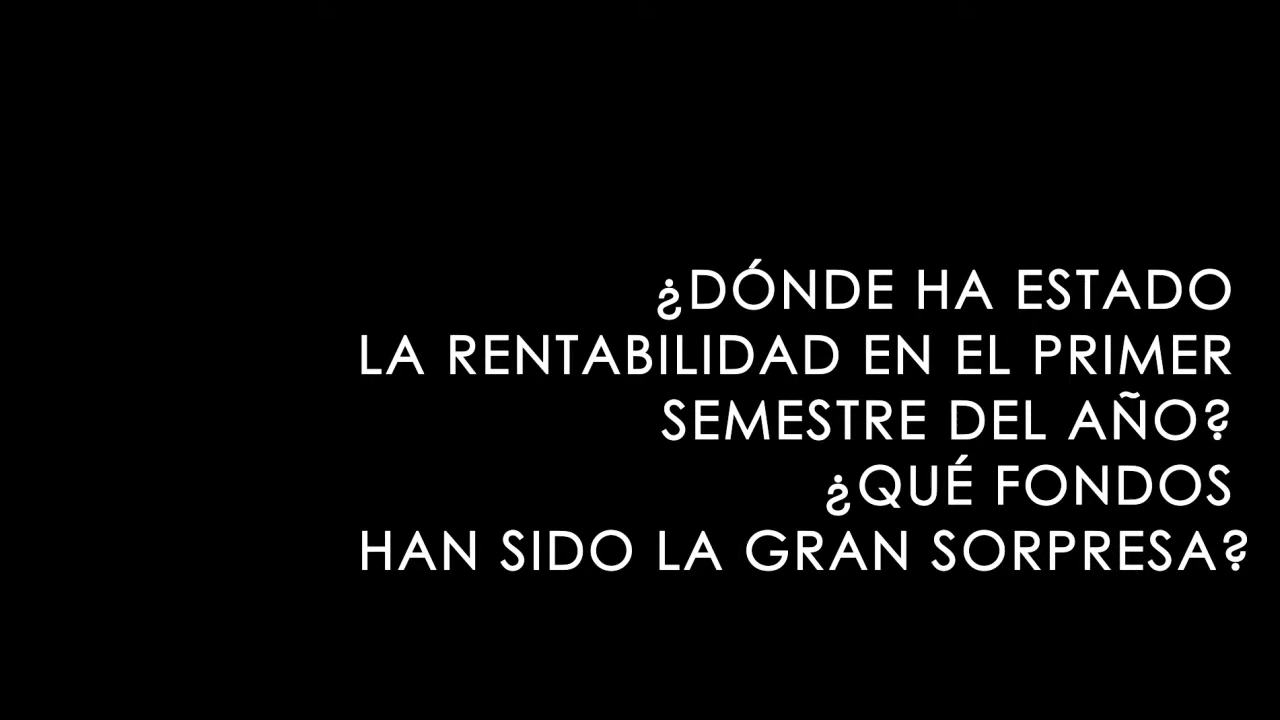 ¿DÓNDE HA ESTADO
LA RENTABILIDAD EN EL PRIMER
SEMESTRE DEL AÑO?
¿QUÉ FONDOS
HAN SIDO LA GRAN SORPRESA?